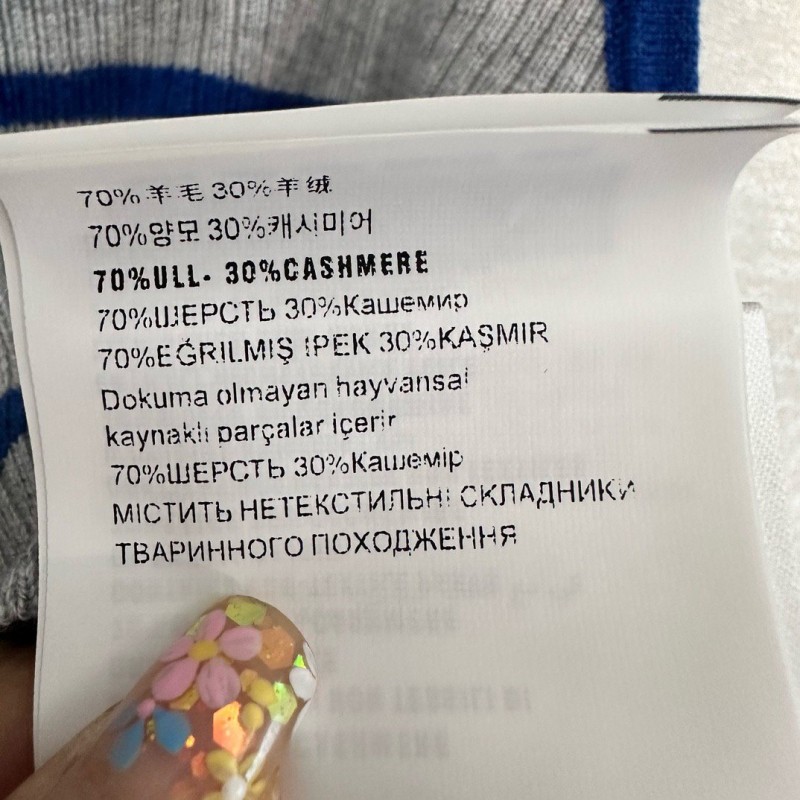 70%羊毛 30%羊绒
70%양모 30%캐시미어
70%ULL- 30%CASHMERE
70%ШЕРСТЬ 30%Кашемир
70%EĞRILMIŞ IPEK 30%KAŞMIR
Dokuma olmayan hayvansal
kaynaklı parçalar içerir
70%ШЕРСТЬ 30%Кашемір
МІСТИТЬ НЕТЕКСТИЛЬНІ СКЛАДНИКИ
ТВАРИННОГО ПОХОДЖЕННЯ